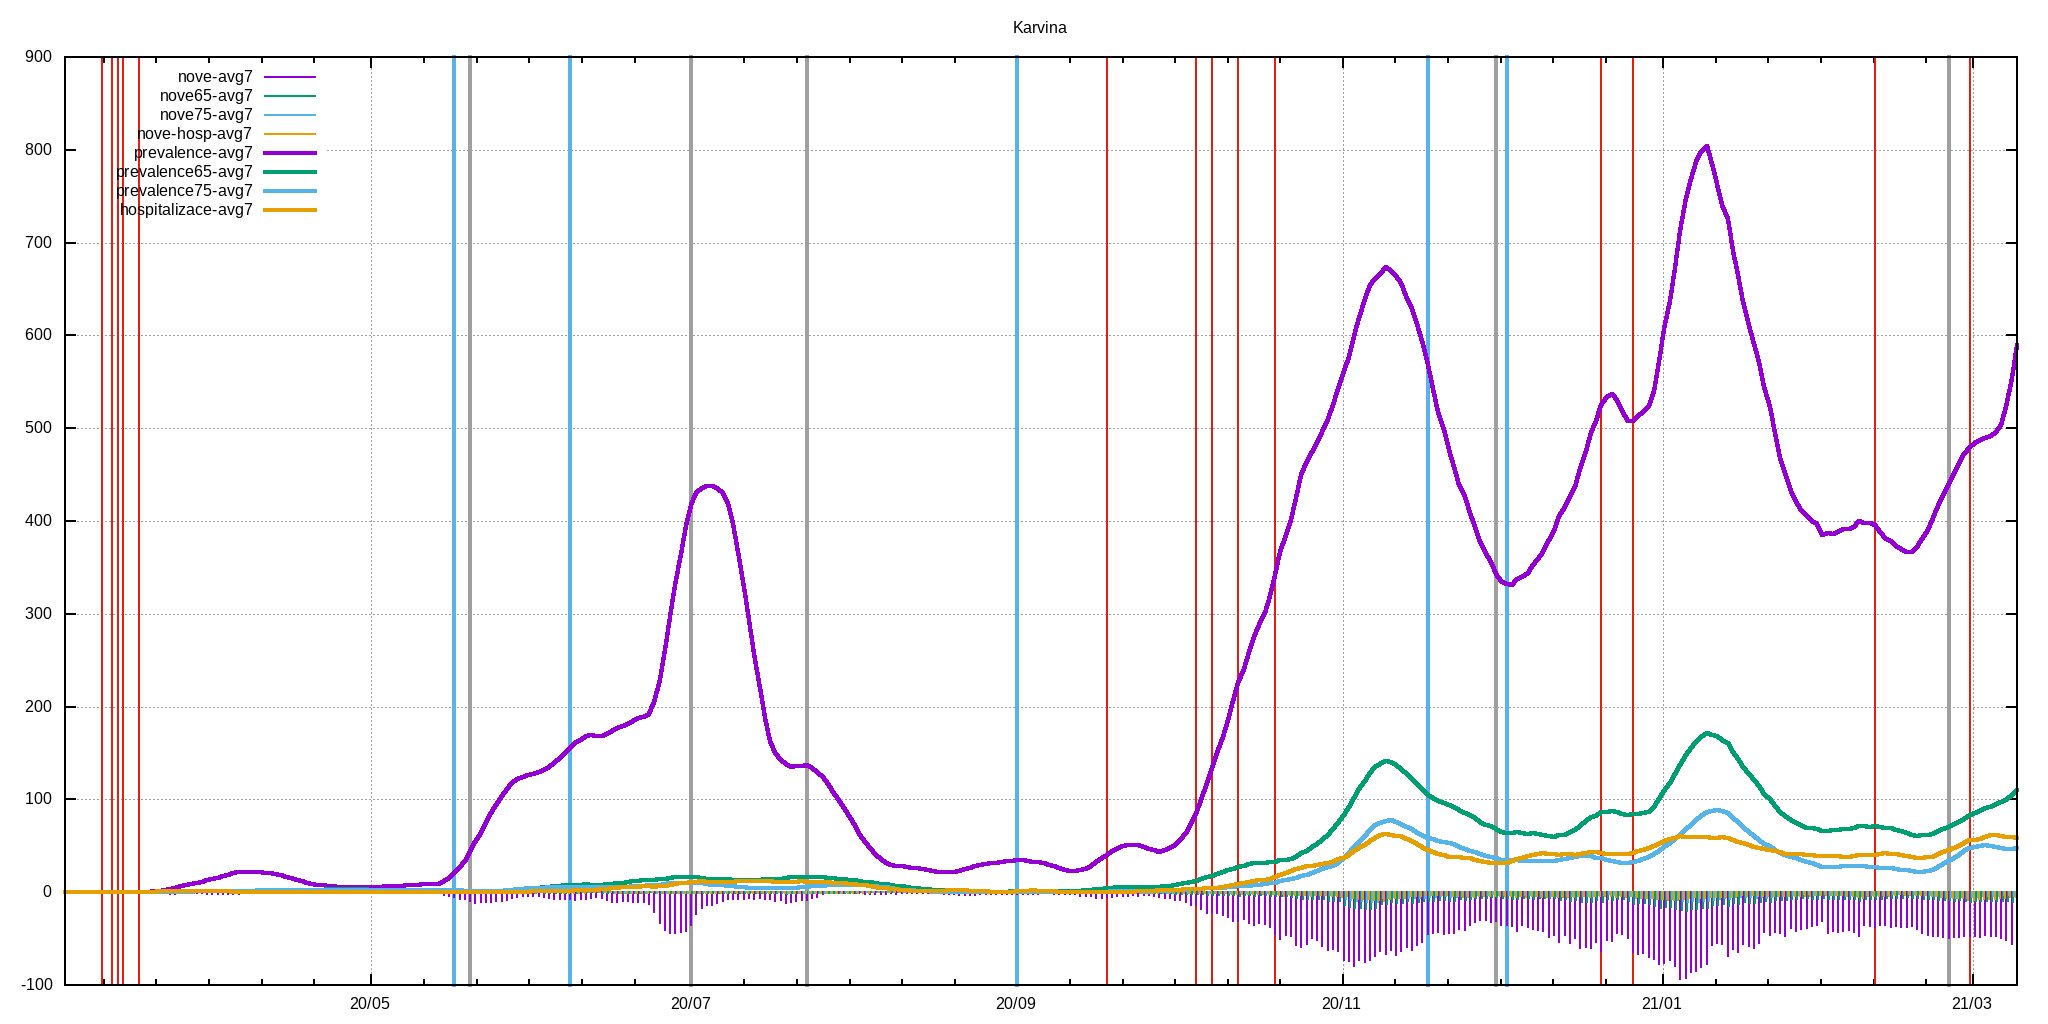 Karvina
900
800
700
600
500
400
300
200
100
0
-100
nove-avg7
nove65-avg7
nove75-avg7
nove-hosp-avg7
prevalence-avg7
prevalence65-avg7
prevalence75-avg7
hospitalizace-avg7
20/05 20/07 20/09 20/11 21/01 21/03